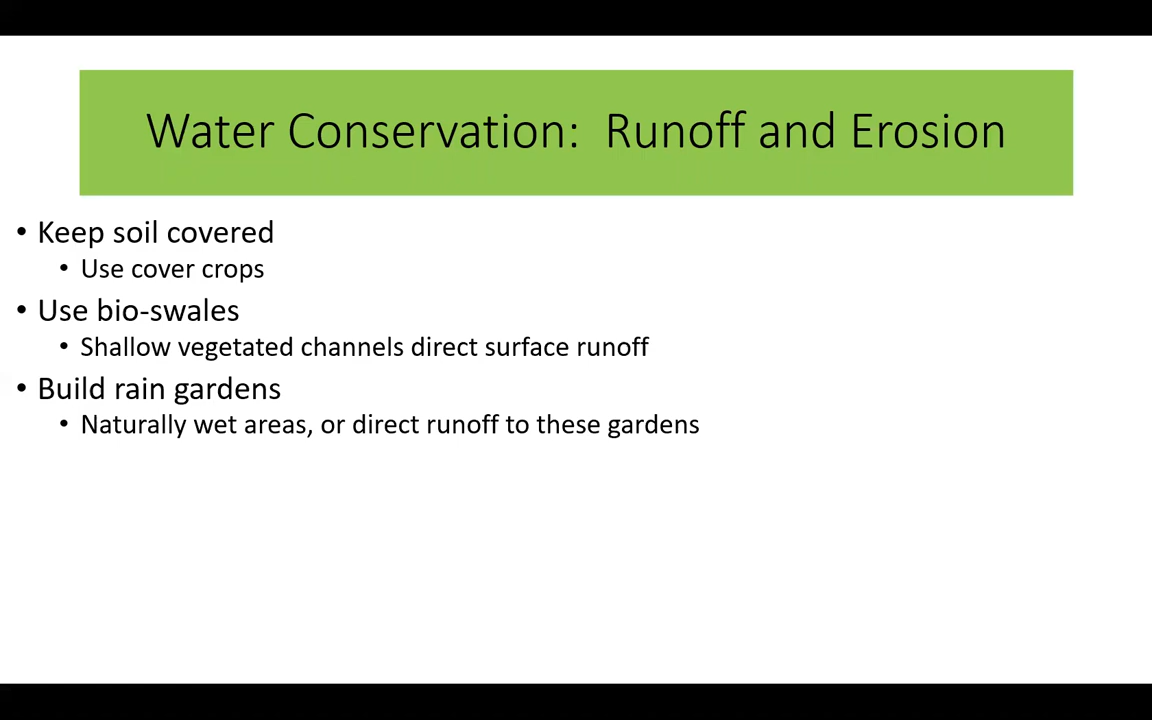 Water Conservation:  Runoff and Erosion
• Keep soil covered
• Use cover crops
• Use bio-swales
• Shallow vegetated channels direct surface runoff
• Build rain gardens
• Naturally wet areas, or direct runoff to these gardens